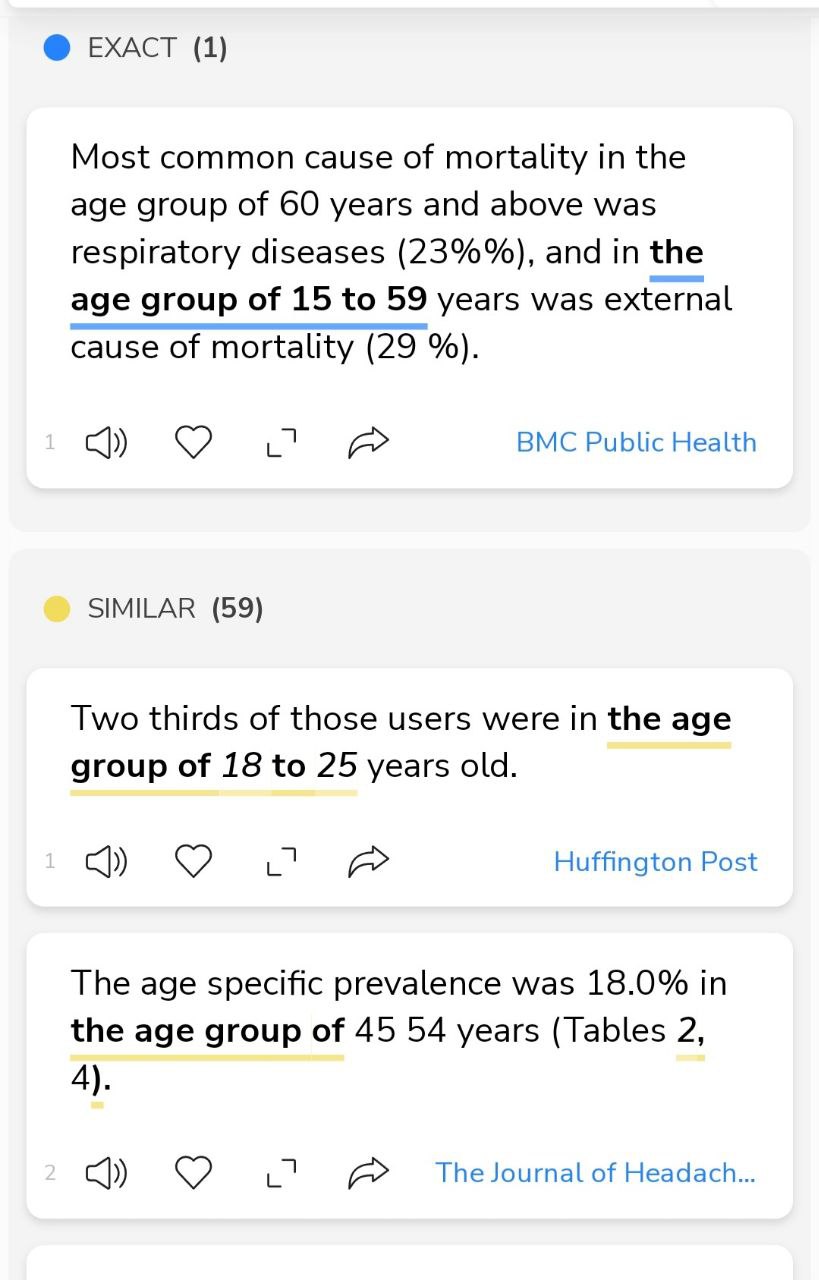 EXACT (1)
Most common cause of mortality in the
age group of 60 years and above was
respiratory diseases (23%%), and in the
age group of 15 to 59 years was external
cause of mortality (29 %).
1 BMC Public Health
SIMILAR (59)
Two thirds of those users were in the age
group of 18 to 25 years old.
1 Huffington Post
The age specific prevalence was 18.0% in
the age group of 45 54 years (Tables 2,
4).
2 The Journal of Headach...